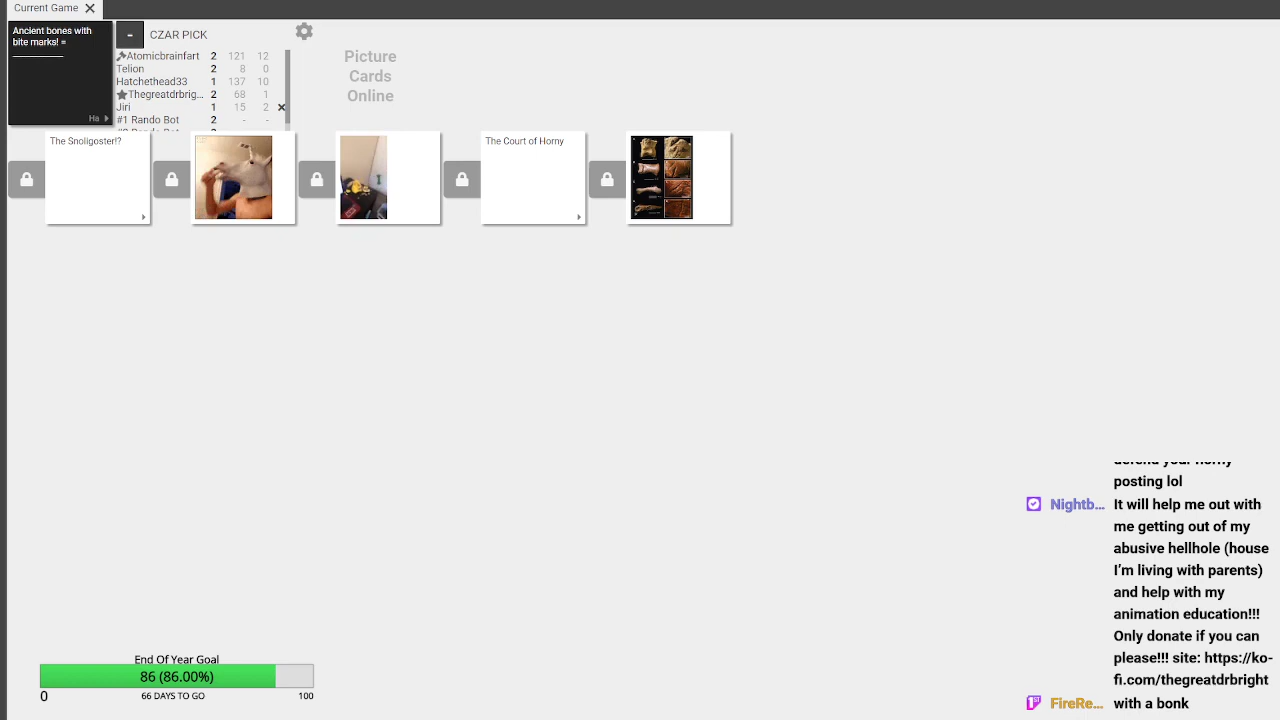 Current Game
Ancient bones with
bite marks! =
Ha
-
CZAR PICK
Atomicbrainfart 2 121 12
Telion 2 8 0
Hatchethead33 1 137 10
Thegreatdrbrig... 2 68 1
Jiri 1 15 2
#1 Rando Bot 2 - -
Picture
Cards
Online
The Snoligoster!?
The Court of Horny
defend your horny
posting lol
Nightb... It will help me out with
me getting out of my
abusive hellhole (house
I'm living with parents)
and help with my
animation education!!!
Only donate if you can
please!!! site: https://ko-
fi.com/thegreatdrbright
FireRe... with a bonk
End Of Year Goal
86 (86.00%)
0 66 DAYS TO GO 100